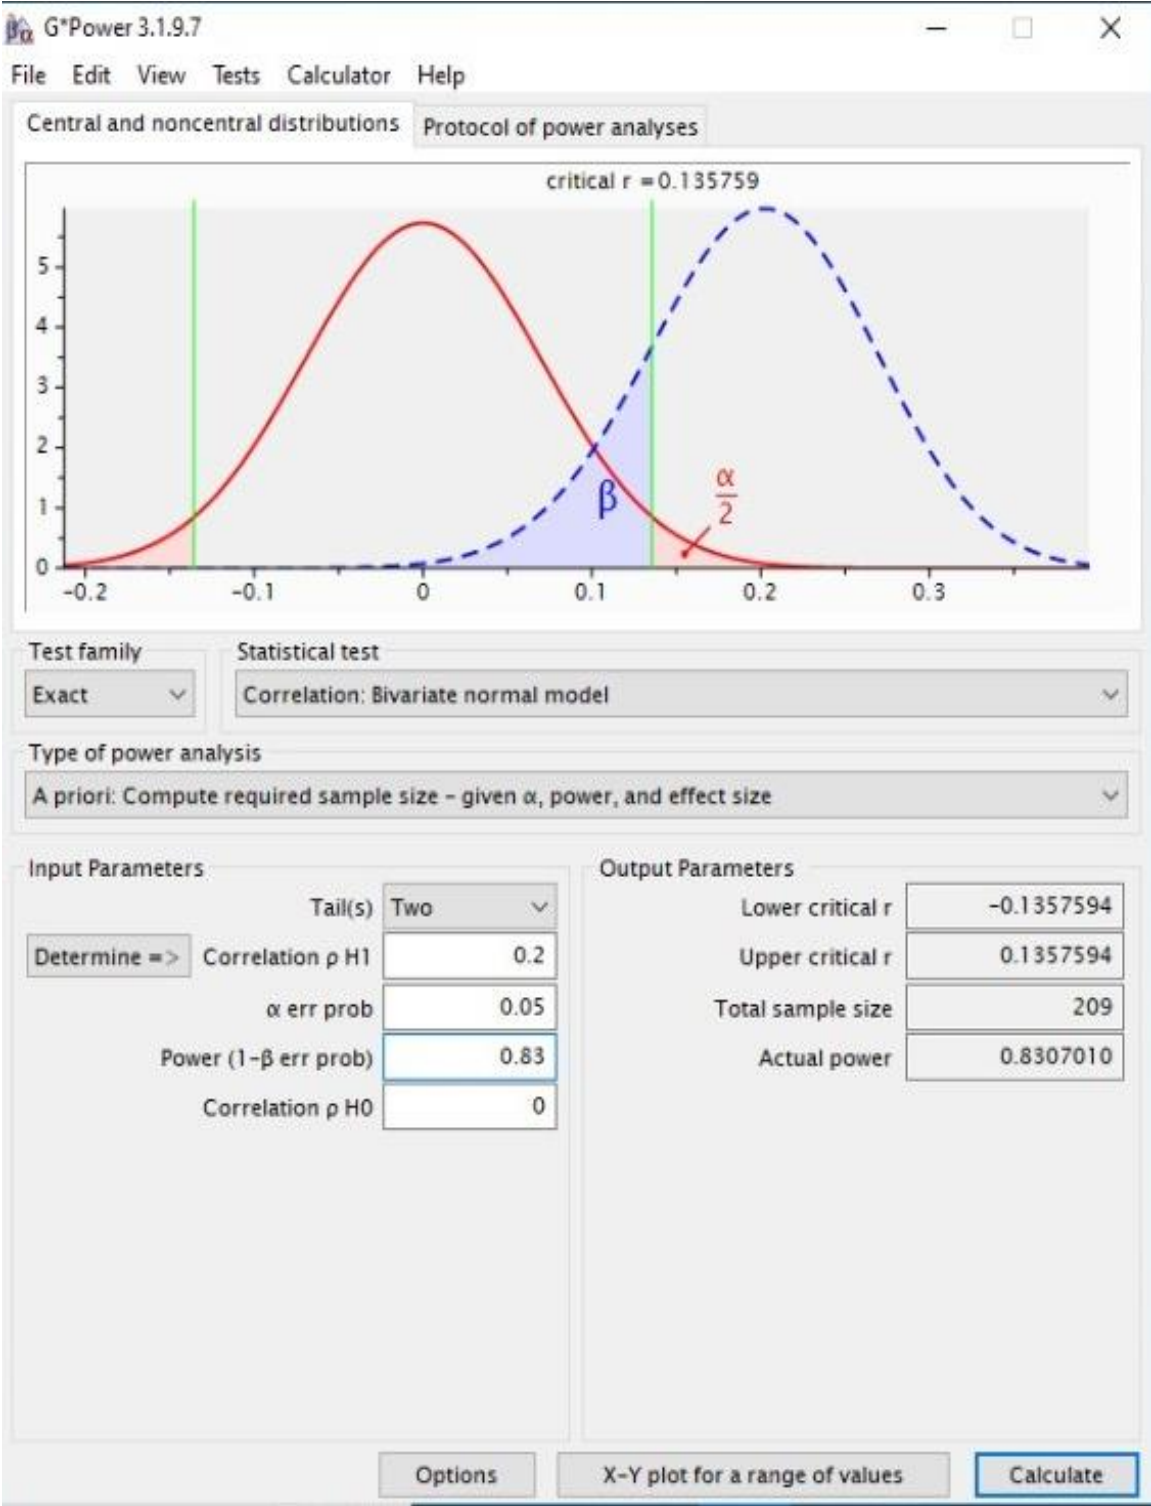 G*Power 3.1.9.7
File Edit View Tests Calculator Help
Central and noncentral distributions Protocol of power analyses
critical r = 0.135759
5
4
3
2
1
0
β
α
2
-0.2 -0.1 0 0.1 0.2 0.3
Test family Statistical test
Exact Correlation: Bivariate normal model
Type of power analysis
A priori: Compute required sample size – given α, power, and effect size
Input Parameters
Tail(s) Two
Determine => Correlation ρ H1 0.2
α err prob 0.05
Power (1-β err prob) 0.83
Correlation ρ H0 0
Output Parameters
Lower critical r -0.1357594
Upper critical r 0.1357594
Total sample size 209
Actual power 0.8307010
Options X-Y plot for a range of values Calculate